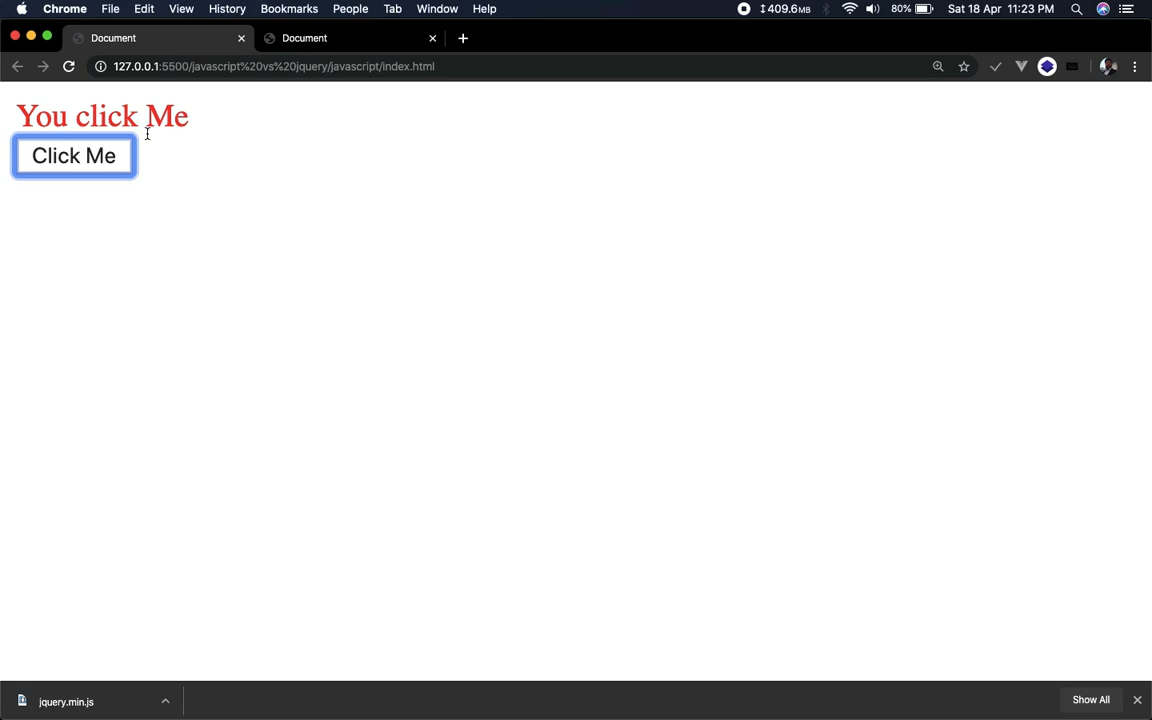 Chrome File Edit View History Bookmarks People Tab Window Help 409.6MB 80% Sat 18 Apr 11:23 PM
Document Document
127.0.0.1:5500/javascript%20vs%20jquery/javascript/index.html
You click Me
Click Me
jquery.min.js Show All